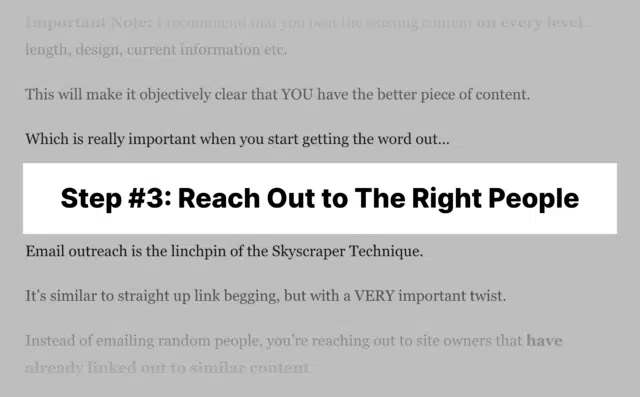 Important Note: I recommend that you beat the existing content on every level.
length, design, current information etc.
This will make it objectively clear that YOU have the better piece of content.
Which is really important when you start getting the word out...
Step #3: Reach Out to The Right People
Email outreach is the linchpin of the Skyscraper Technique.
It’s similar to straight up link begging, but with a VERY important twist.
Instead of emailing random people, you’re reaching out to site owners that have
already linked out to similar content